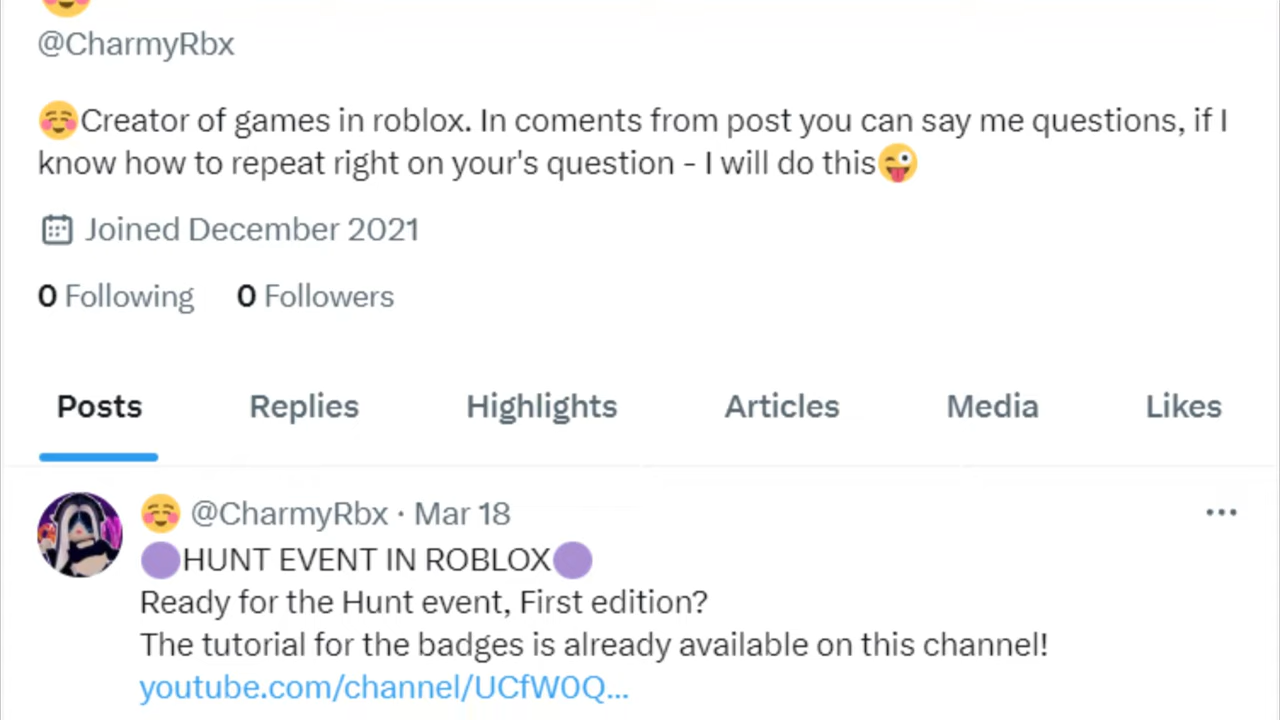 @CharmyRbx
☺️Creator of games in roblox. In coments from post you can say me questions, if I
know how to repeat right on your's question - I will do this😜
Joined December 2021
0 Following 0 Followers
Posts Replies Highlights Articles Media Likes
☺️ @CharmyRbx · Mar 18
🟣HUNT EVENT IN ROBLOX🟣
Ready for the Hunt event, First edition?
The tutorial for the badges is already available on this channel!
youtube.com/channel/UCfW0Q...